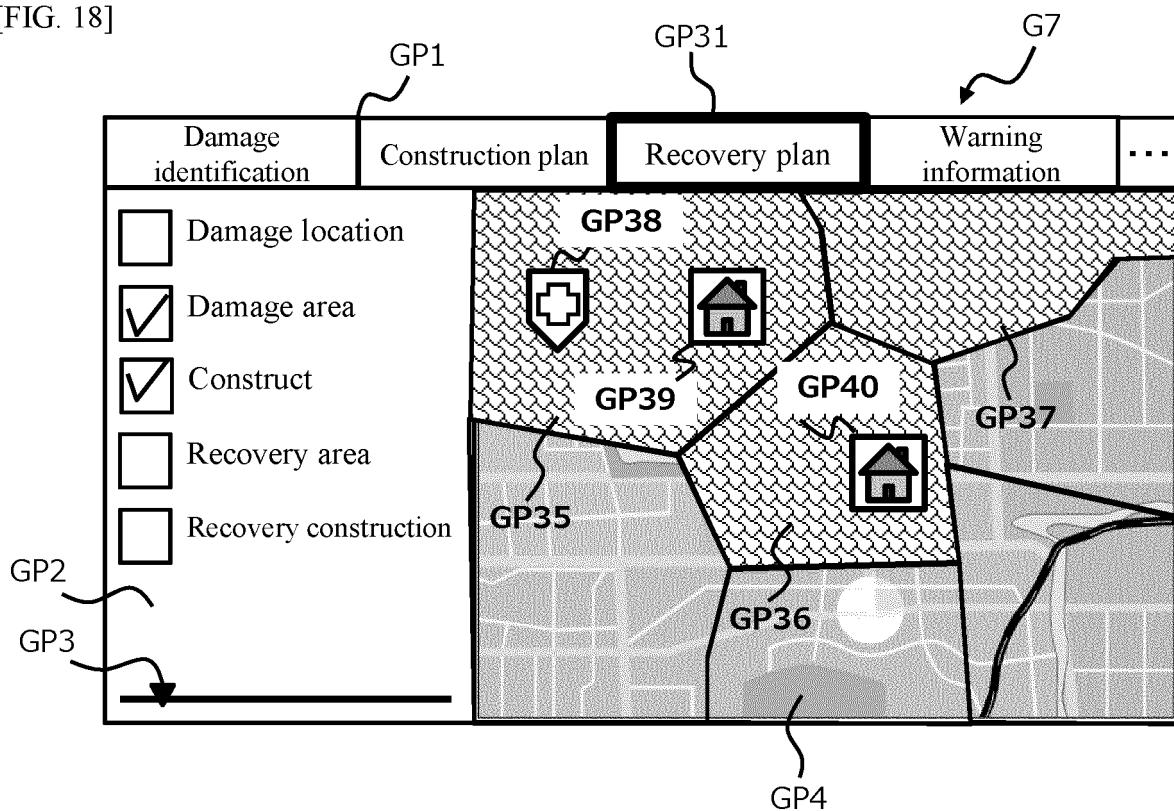 [FIG. 18]
GP1
GP31
G7
Damage
identification
Construction plan
Recovery plan
Warning
information
...
Damage location
Damage area
Construct
Recovery area
Recovery construction
GP2
GP3
GP38
GP39
GP40
GP37
GP35
GP36
GP4